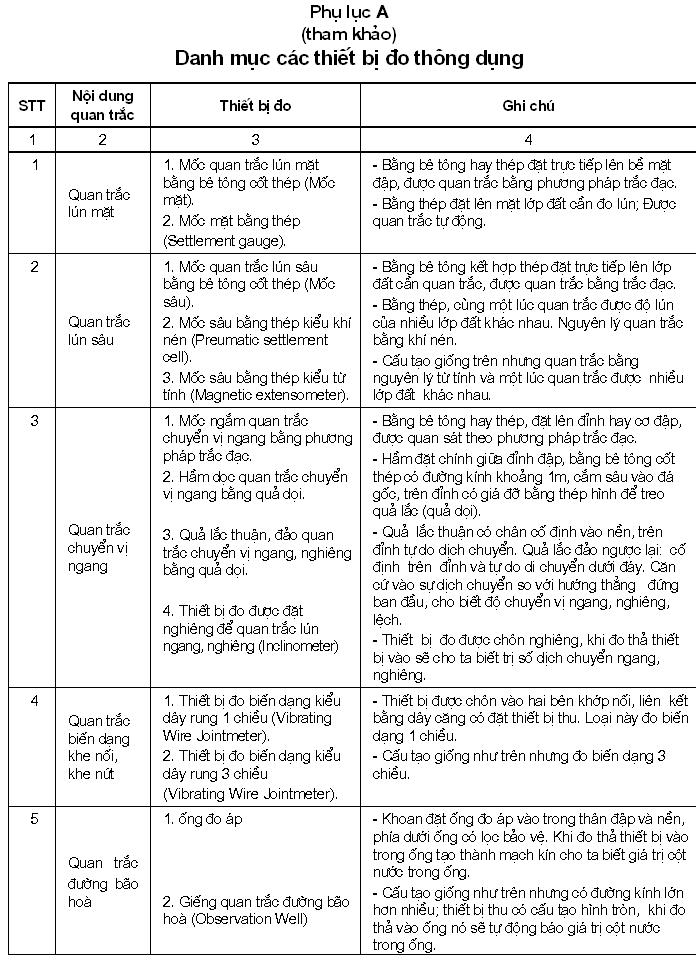 Phụ lục A
(tham khảo)
Danh mục các thiết bị đo thông dụng
STT
Nội dung
quan trắc
Thiết bị đo
Ghi chú
1
2
3
4
1
Quan trắc
lún mặt
1. Mốc quan trắc lún mặt
bằng bê tông cốt thép (Mốc
mặt).
2. Mốc mặt bằng thép
(Settlement gauge).
- Bằng bê tông hay thép đặt trực tiếp lên bề mặt
đập, được quan trắc bằng phương pháp trắc đạc.
- Bằng thép đặt lên mặt lớp đất cần đo lún; Được
quan trắc tự động.
2
Quan trắc
lún sâu
1. Mốc quan trắc lún sâu
bằng bê tông cốt thép (Mốc
sâu).
2. Mốc sâu bằng thép kiểu khí
nén (Preumatic settlement
cell).
3. Mốc sâu bằng thép kiểu từ
tính (Magnetic extensometer).
- Bằng bê tông kết hợp thép đặt trực tiếp lên lớp
đất cần quan trắc, được quan trắc bằng trắc đạc.
- Bằng thép, cùng một lúc quan trắc được độ lún
của nhiều lớp đất khác nhau. Nguyên lý quan trắc
bằng khí nén.
- Cấu tạo giống trên nhưng quan trắc bằng
nguyên lý từ tính và một lúc quan trắc được nhiều
lớp đất khác nhau.
3
Quan trắc
chuyển vị
ngang
1. Mốc ngắm quan trắc
chuyển vị ngang bằng phương
pháp trắc đạc.
2. Hầm dọc quan trắc chuyển
vị ngang bằng quả dọi.
3. Quả lắc thuận, đảo quan
trắc chuyển vị ngang, nghiêng
bằng quả dọi.
4. Thiết bị đo được đặt
nghiêng để quan trắc lún
ngang, nghiêng (Inclinometer)
- Bằng bê tông hay thép, đặt lên đỉnh hay cơ đập,
được quan sát theo phương pháp trắc đạc.
- Hầm đặt chính giữa đỉnh đập, bằng bê tông cốt
thép có đường kính khoảng 1m, cắm sâu vào đá
gốc, trên đỉnh có giá đỡ bằng thép hình để treo
quả lắc (quả dọi).
- Quả lắc thuận có chân cố định vào nền, trên
đỉnh tự do dịch chuyển. Quả lắc đảo ngược lại: cố
định trên đỉnh và tự do di chuyển dưới đáy. Căn
cứ vào sự dịch chuyển so với hướng thẳng đứng
ban đầu, cho biết độ chuyển vị ngang, nghiêng,
lệch.
- Thiết bị đo được chôn nghiêng, khi đo thả thiết
bị vào sẽ cho ta biết trị số dịch chuyển ngang,
nghiêng.
4
Quan trắc
biến dạng
khe nối,
khe nứt
1. Thiết bị đo biến dạng kiểu
dây rung 1 chiều (Vibrating
Wire Jointmeter).
2. Thiết bị đo biến dạng kiểu
dây rung 3 chiều
(Vibrating Wire Jointmeter).
- Thiết bị được chôn vào hai bên khớp nối, liên kết
bằng dây căng có đặt thiết bị thu. Loại này đo biến
dạng 1 chiều.
- Cấu tạo giống như trên nhưng đo biến dạng 3
chiều.
5
Quan trắc
đường bão
hoà
1. ống đo áp
2. Giếng quan trắc đường bão
hoà (Observation Well)
- Khoan đặt ống đo áp vào trong thân đập và nền,
phía dưới ống có lọc bảo vệ. Khi đo thả thiết bị vào
trong ống tạo thành mạch kín cho ta biết giá trị cột
nước trong ống.
- Cấu tạo giống như trên nhưng có đường kính lớn
hơn nhiều; thiết bị thu có cấu tạo hình tròn, khi đo
thả vào ống nó sẽ tự động báo giá trị cột nước
trong ống.